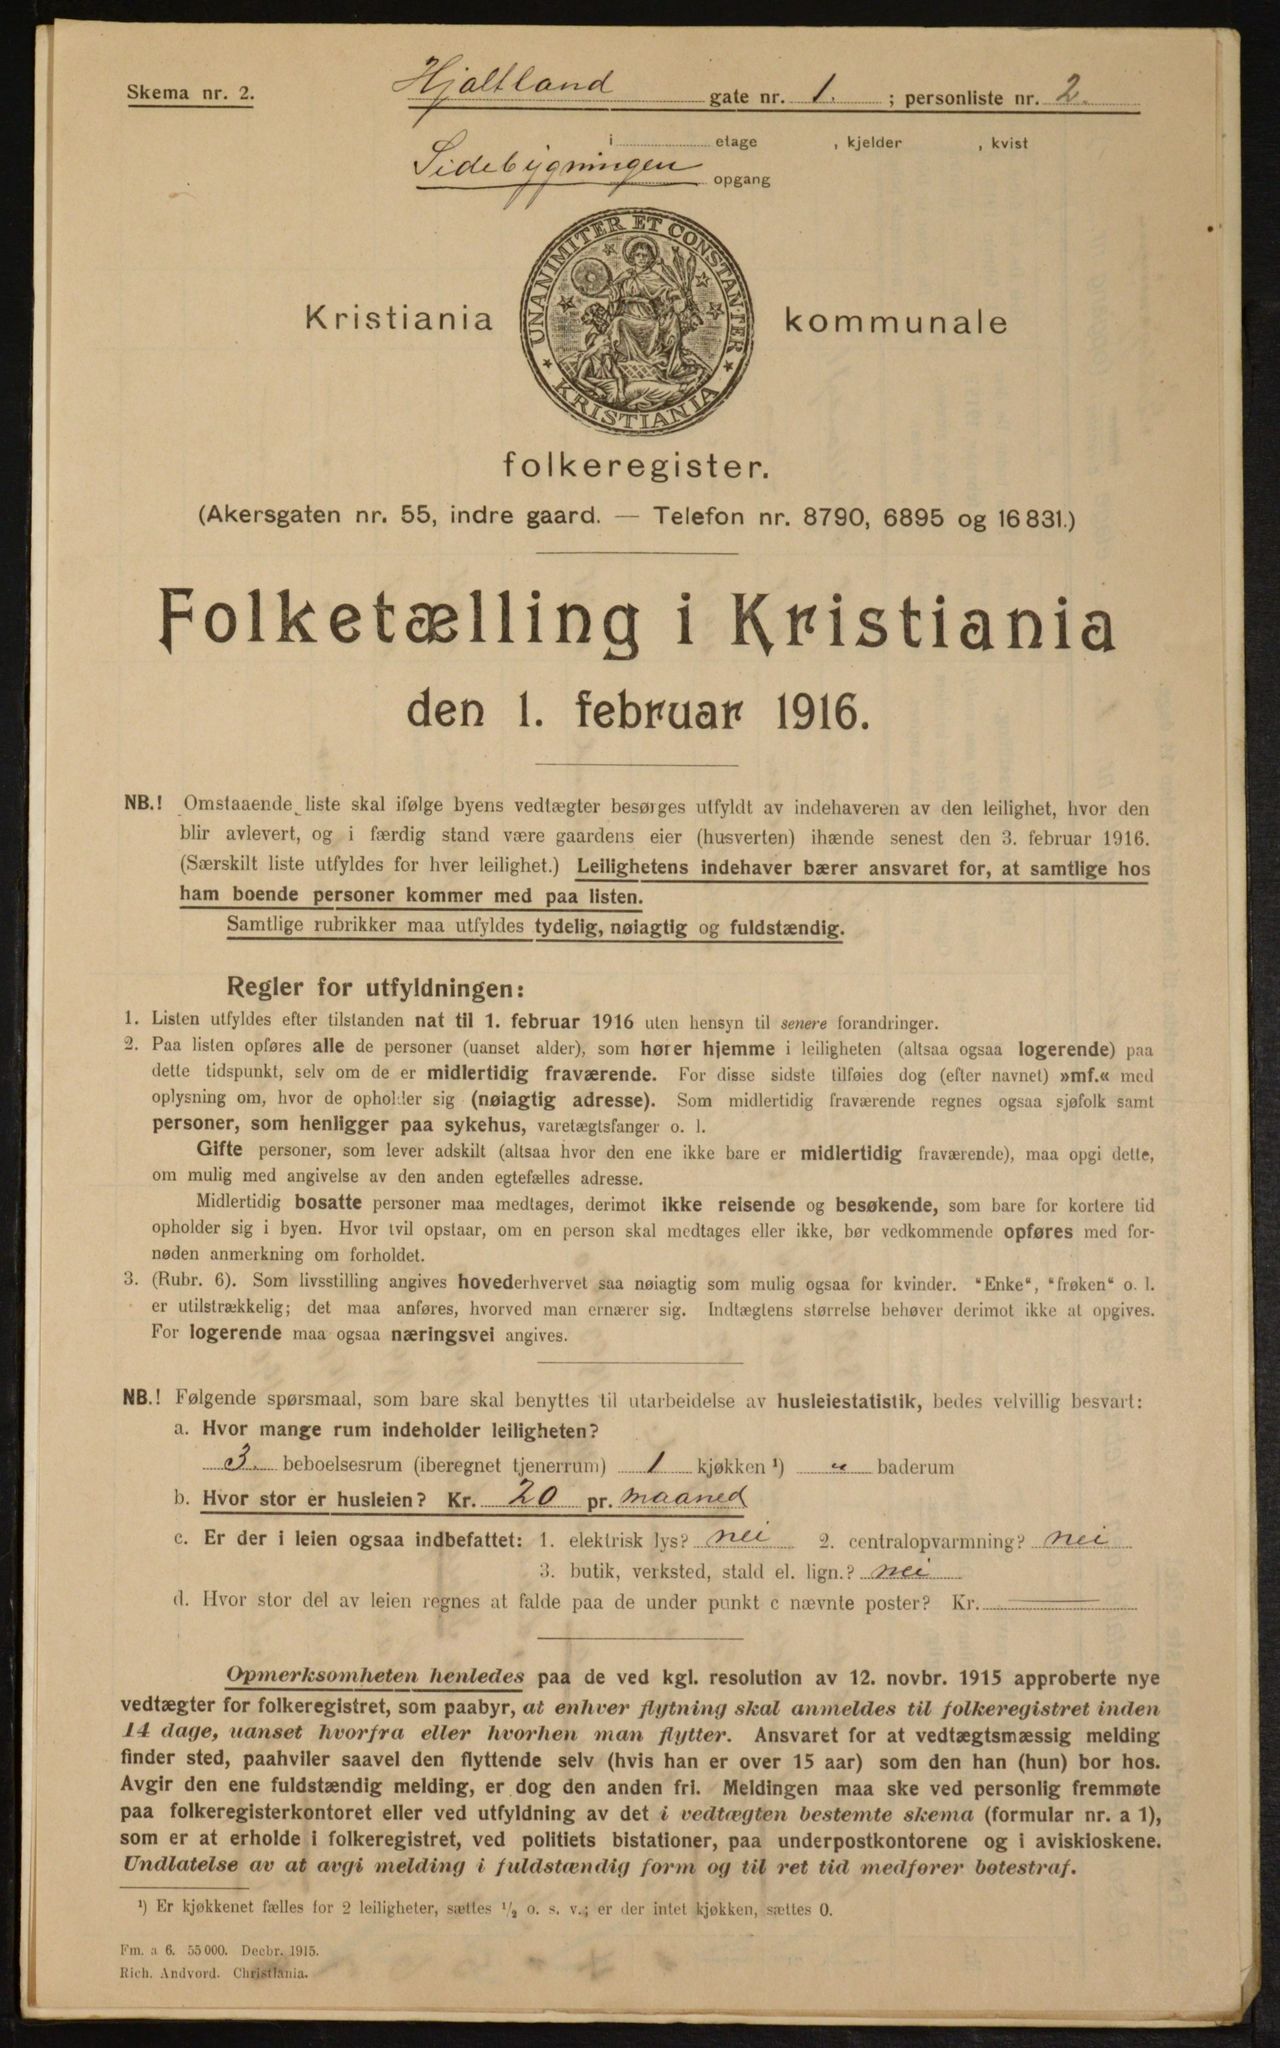 Skema nr. 2.
Hjaltland gate nr. 1. ; personliste nr. 2.
i etage , kjelder , kvist
Sidebygningen opgang
UNANIMITER ET CONSTANTER
KRISTIANIA
Kristiania kommunale
folkeregister.
(Akersgaten nr. 55, indre gaard. — Telefon nr. 8790, 6895 og 16 831.)
Folketælling i Kristiania
den 1. februar 1916.
NB.! Omstaaende liste skal ifølge byens vedtægter besørges utfyldt av indehaveren av den leilighet, hvor den
blir avlevert, og i færdig stand være gaardens eier (husverten) ihænde senest den 3. februar 1916.
(Særskilt liste utfyldes for hver leilighet.) Leilighetens indehaver bærer ansvaret for, at samtlige hos
ham boende personer kommer med paa listen.
Samtlige rubrikker maa utfyldes tydelig, nøiagtig og fuldstændig.
Regler for utfyldningen:
1. Listen utfyldes efter tilstanden nat til 1. februar 1916 uten hensyn til senere forandringer.
2. Paa listen opføres alle de personer (uanset alder), som hører hjemme i leiligheten (altsaa ogsaa logerende) paa
dette tidspunkt, selv om de er midlertidig fraværende. For disse sidste tilføies dog (efter navnet) »mf.« med
oplysning om, hvor de opholder sig (nøiagtig adresse). Som midlertidig fraværende regnes ogsaa sjøfolk samt
personer, som henligger paa sykehus, varetægtsfanger o. l.
Gifte personer, som lever adskilt (altsaa hvor den ene ikke bare er midlertidig fraværende), maa opgi dette,
om mulig med angivelse av den anden egtefælles adresse.
Midlertidig bosatte personer maa medtages, derimot ikke reisende og besøkende, som bare for kortere tid
opholder sig i byen. Hvor tvil opstaar, om en person skal medtages eller ikke, bør vedkommende opføres med for-
nøden anmerkning om forholdet.
3. (Rubr. 6). Som livsstilling angives hovederhvervet saa nøiagtig som mulig ogsaa for kvinder. "Enke", "frøken" o. l.
er utilstrækkelig; det maa anføres, hvorved man ernærer sig. Indtægtens størrelse behøver derimot ikke at opgives.
For logerende maa ogsaa næringsvei angives.
NB.! Følgende spørsmaal, som bare skal benyttes til utarbeidelse av husleiestatistik, bedes velvillig besvart:
a. Hvor mange rum indeholder leiligheten?
3. beboelsesrum (iberegnet tjenerrum) 1 kjøkken ¹) " baderum
b. Hvor stor er husleien? Kr. 20 pr. maaned
c. Er der i leien ogsaa indbefattet: 1. elektrisk lys? nei 2. centralopvarmning? nei
3. butik, verksted, stald el. lign.? nei
d. Hvor stor del av leien regnes at falde paa de under punkt c nævnte poster? Kr. —
Opmerksomheten henledes paa de ved kgl. resolution av 12. novbr. 1915 approberte nye
vedtægter for folkeregistret, som paabyr, at enhver flytning skal anmeldes til folkeregistret inden
14 dage, uanset hvorfra eller hvorhen man flytter. Ansvaret for at vedtægtsmæssig melding
finder sted, paahviler saavel den flyttende selv (hvis han er over 15 aar) som den han (hun) bor hos.
Avgir den ene fuldstændig melding, er dog den anden fri. Meldingen maa ske ved personlig fremmøte
paa folkeregisterkontoret eller ved utfyldning av det i vedtægten bestemte skema (formular nr. a 1),
som er at erholde i folkeregistret, ved politiets bistationer, paa underpostkontorene og i aviskioskene.
Undlatelse av at avgi melding i fuldstændig form og til ret tid medfører bøtestraf.
¹) Er kjøkkenet fælles for 2 leiligheter, sættes ¹/₂ o. s. v.; er der intet kjøkken, sættes 0.
Fm. a 6. 55 000. Decbr. 1915.
Rich. Andvord. Christiania.